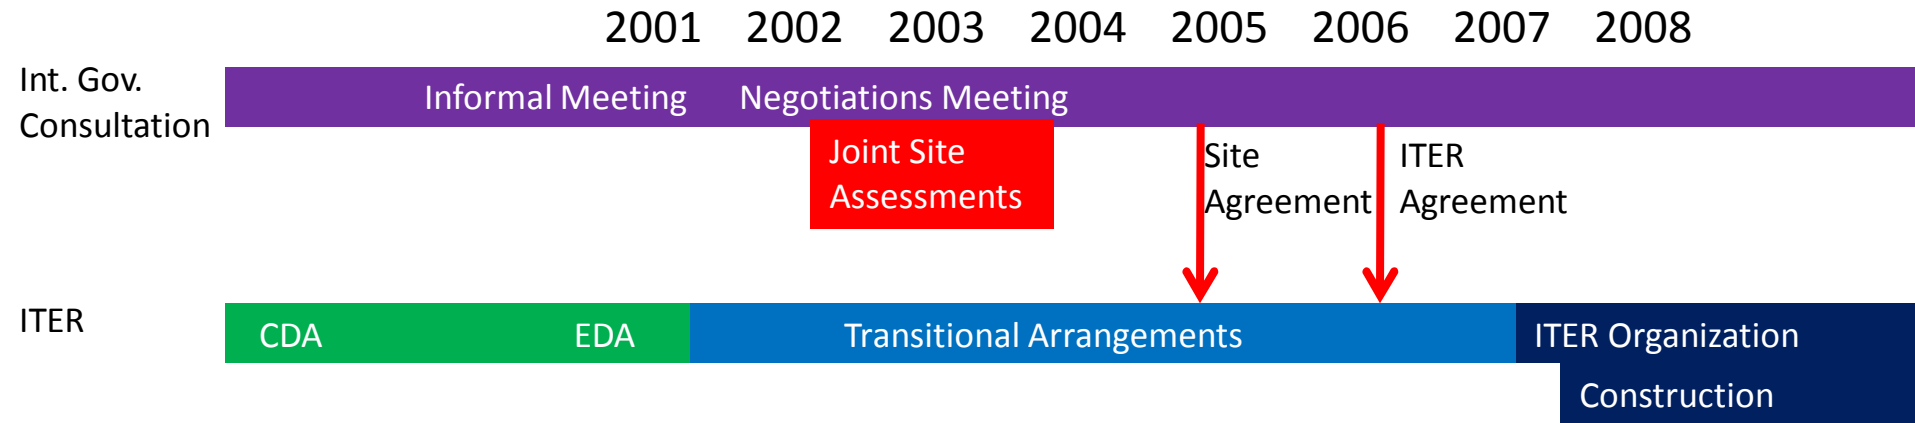 2001 2002 2003 2004 2005 2006 2007 2008
Int. Gov.
Consultation
Informal Meeting Negotiations Meeting
Joint Site
Assessments
Site
Agreement
ITER
Agreement
ITER
CDA EDA Transitional Arrangements ITER Organization
Construction